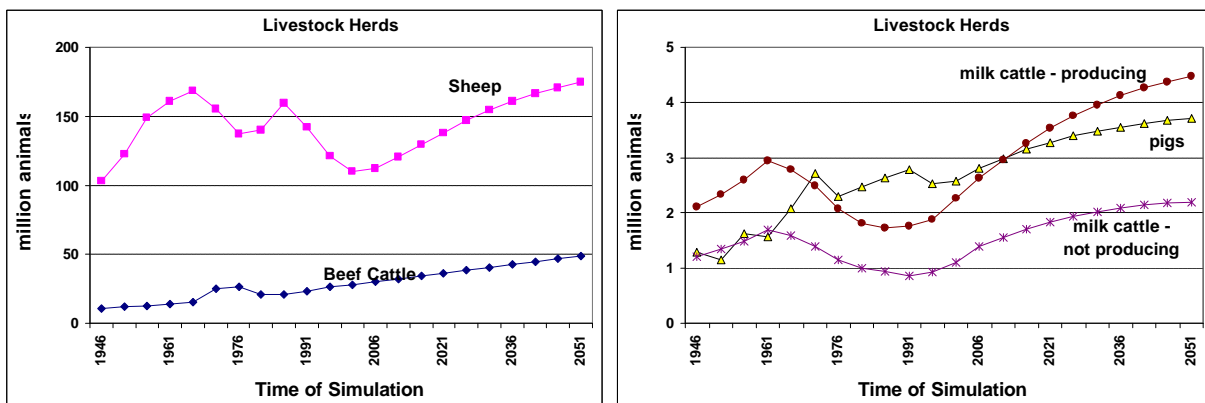 Livestock Herds
200
150
100
50
0
million animals
Sheep
Beef Cattle
1946
1961
1976
1991
2006
2021
2036
2051
Time of Simulation
Livestock Herds
5
4
3
2
1
0
million animals
milk cattle - producing
pigs
milk cattle -
not producing
1946
1961
1976
1991
2006
2021
2036
2051
Time of Simulation